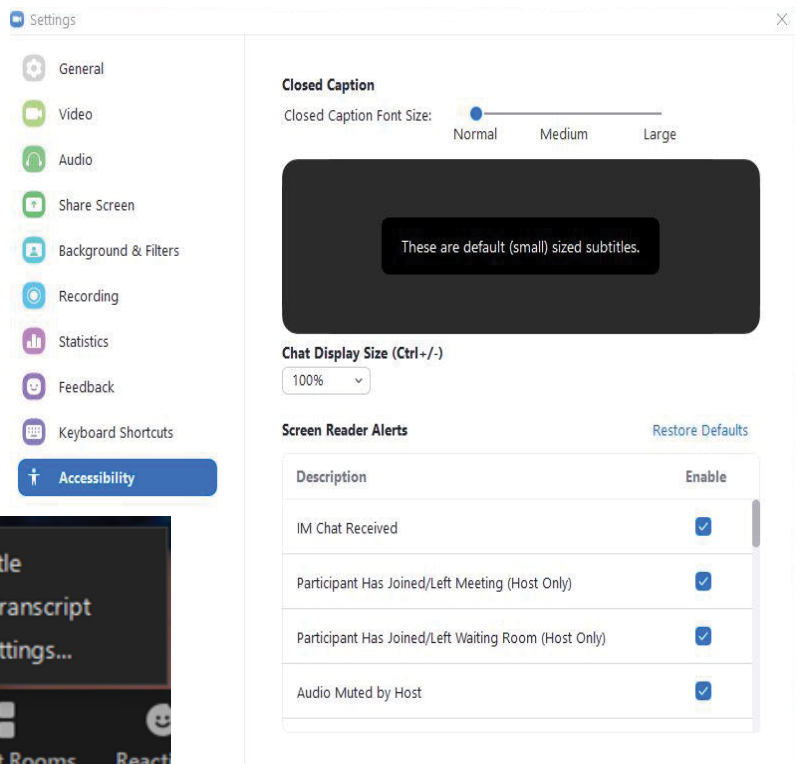 Settings
General
Video
Audio
Share Screen
Background & Filters
Recording
Statistics
Feedback
Keyboard Shortcuts
Accessibility
Closed Caption
Closed Caption Font Size:
Normal Medium Large
These are default (small) sized subtitles.
Chat Display Size (Ctrl+/-)
100%
Screen Reader Alerts Restore Defaults
Description Enable
IM Chat Received
Participant Has Joined/Left Meeting (Host Only)
Participant Has Joined/Left Waiting Room (Host Only)
Audio Muted by Host
tle
ranscript
ttings...
t Rooms Reacti